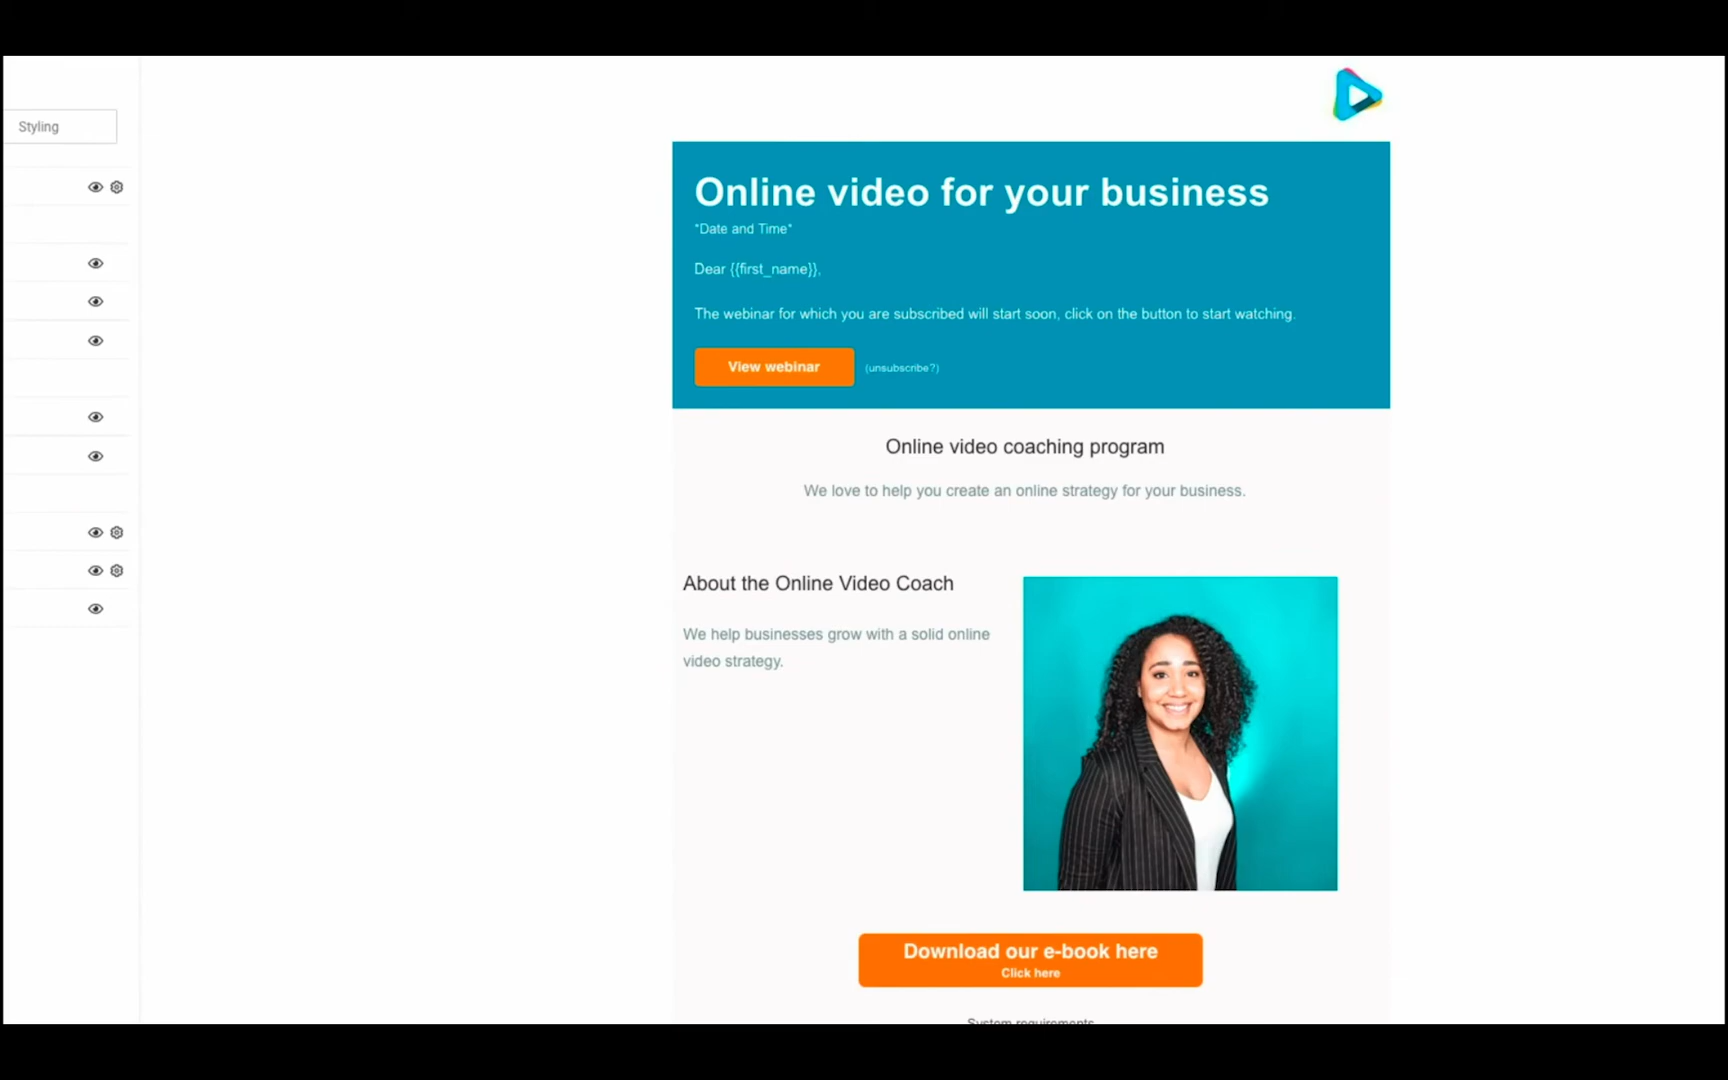 Styling
Online video for your business
*Date and Time*
Dear {{first_name}},
The webinar for which you are subscribed will start soon, click on the button to start watching.
View webinar
(unsubscribe?)
Online video coaching program
We love to help you create an online strategy for your business.
About the Online Video Coach
We help businesses grow with a solid online
video strategy.
Download our e-book here
Click here
System requirements